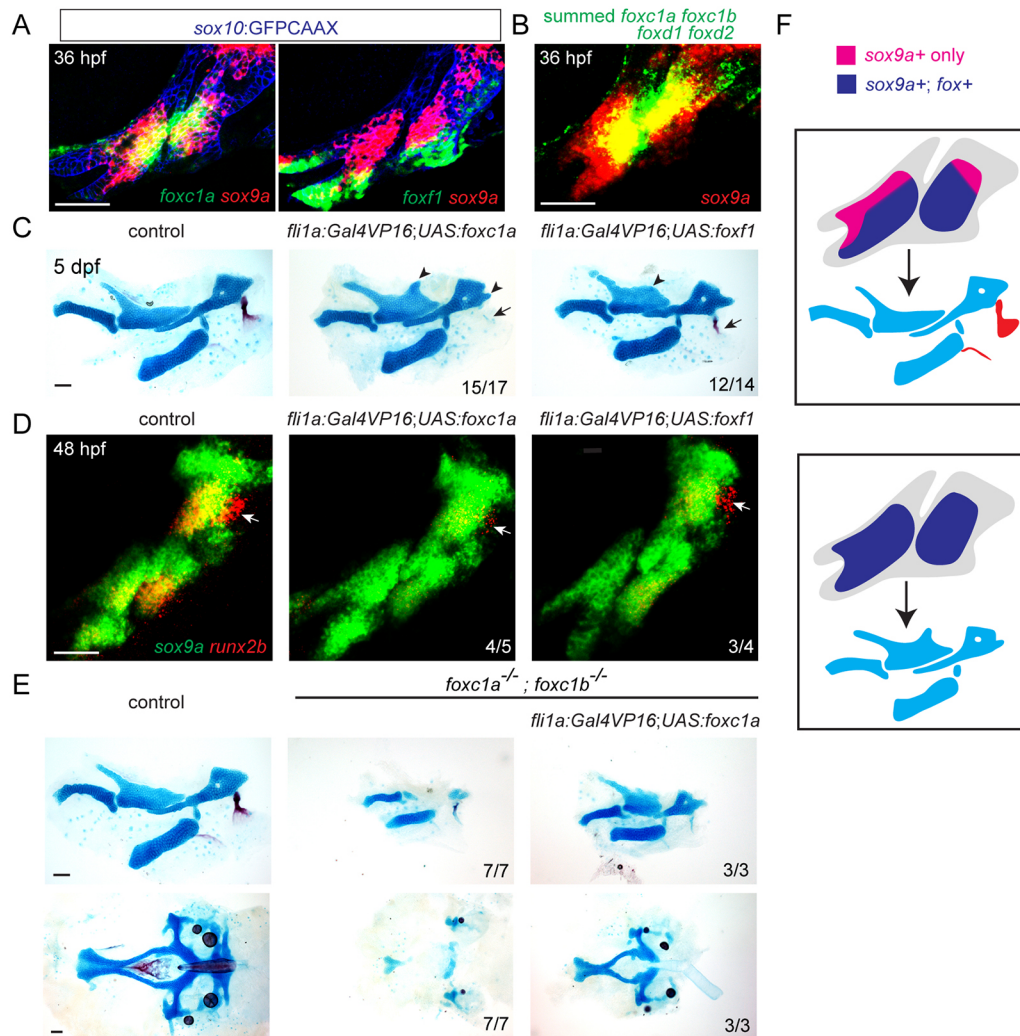 A
sox10:GFPCAAX
36 hpf
foxc1a sox9a
foxf1 sox9a
B
summed foxc1a foxc1b
foxd1 foxd2
36 hpf
sox9a
C
control
fli1a:Gal4VP16;UAS:foxc1a
fli1a:Gal4VP16;UAS:foxf1
5 dpf
15/17
12/14
D
control
fli1a:Gal4VP16;UAS:foxc1a
fli1a:Gal4VP16;UAS:foxf1
48 hpf
sox9a runx2b
4/5
3/4
E
control
foxc1a-/-; foxc1b-/-
fli1a:Gal4VP16;UAS:foxc1a
7/7
3/3
7/7
3/3
F
sox9a+ only
sox9a+; fox+